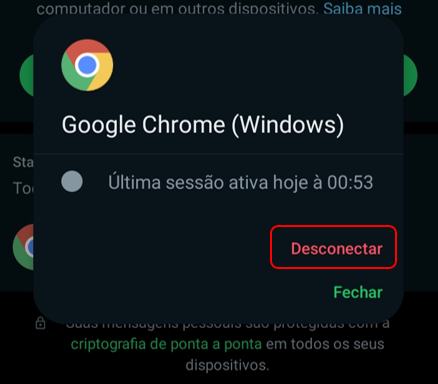 computador ou em outros dispositivos. Saiba mais
Google Chrome (Windows)
Sta
Última sessão ativa hoje à 00:53
Desconectar
Fechar
Suas mensagens pessoais são protegidas com a
criptografia de ponta a ponta em todos os seus
dispositivos.